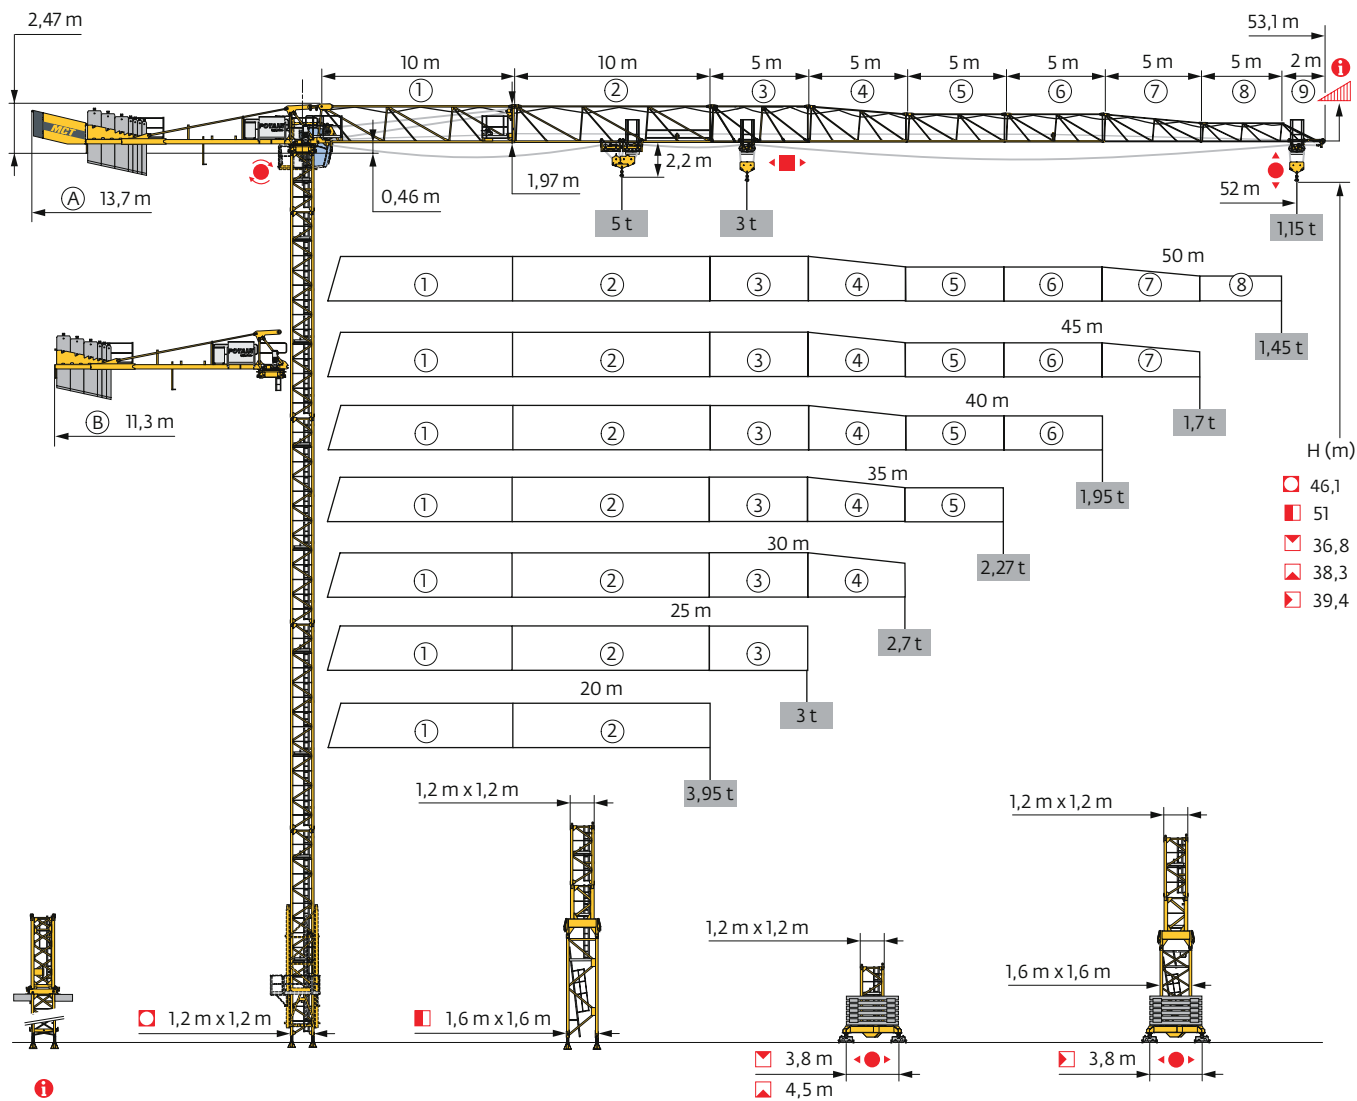 2,47 m
53,1 m
10 m 10 m 5 m 5 m 5 m 5 m 5 m 5 m 2 m
1 2 3 4 5 6 7 8 9
MCT
POTAIN
2,2 m
1,97 m
0,46 m
A 13,7 m
52 m
5 t 3 t 1,15 t
50 m
1 2 3 4 5 6 7 8
1,45 t
45 m
1 2 3 4 5 6 7
1,7 t
POTAIN
B 11,3 m
40 m
1 2 3 4 5 6
1,95 t
35 m
1 2 3 4 5
2,27 t
30 m
1 2 3 4
2,7 t
25 m
1 2 3
3 t
20 m
1 2
3,95 t
H (m)
46,1
51
36,8
38,3
39,4
1,2 m x 1,2 m
1,2 m x 1,2 m
1,2 m x 1,2 m
1,6 m x 1,6 m
1,2 m x 1,2 m
1,6 m x 1,6 m
3,8 m
4,5 m
3,8 m
i
i